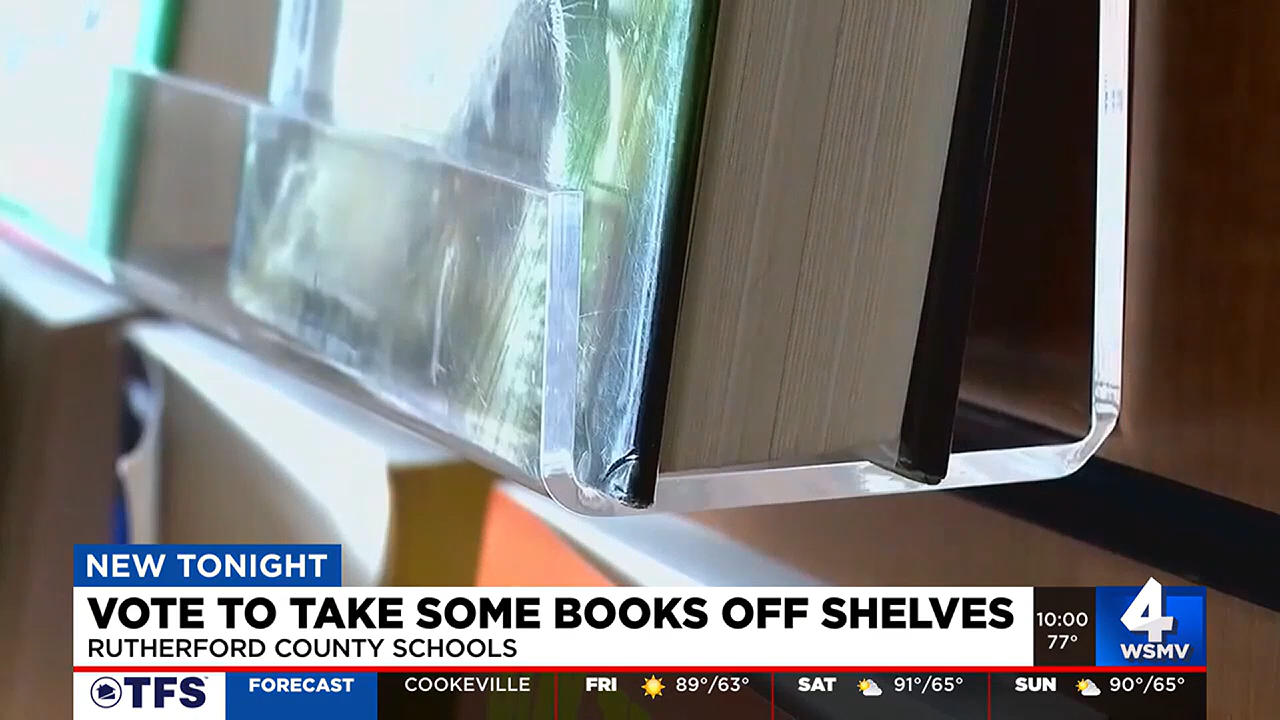 NEW TONIGHT
VOTE TO TAKE SOME BOOKS OFF SHELVES
RUTHERFORD COUNTY SCHOOLS
10:00
77°
4
WSMV
TFS
FORECAST
COOKEVILLE
FRI 89°/63°
SAT 91°/65°
SUN 90°/65°